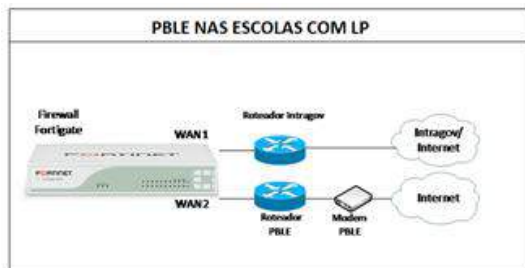 PBLE NAS ESCOLAS COM LP
Firewall
Fortigate
WAN1
Roteador Intragov
Intragov/
Internet
FORTINET
FORTINET
WAN2
Roteador
PBLE
Modem
PBLE
Internet